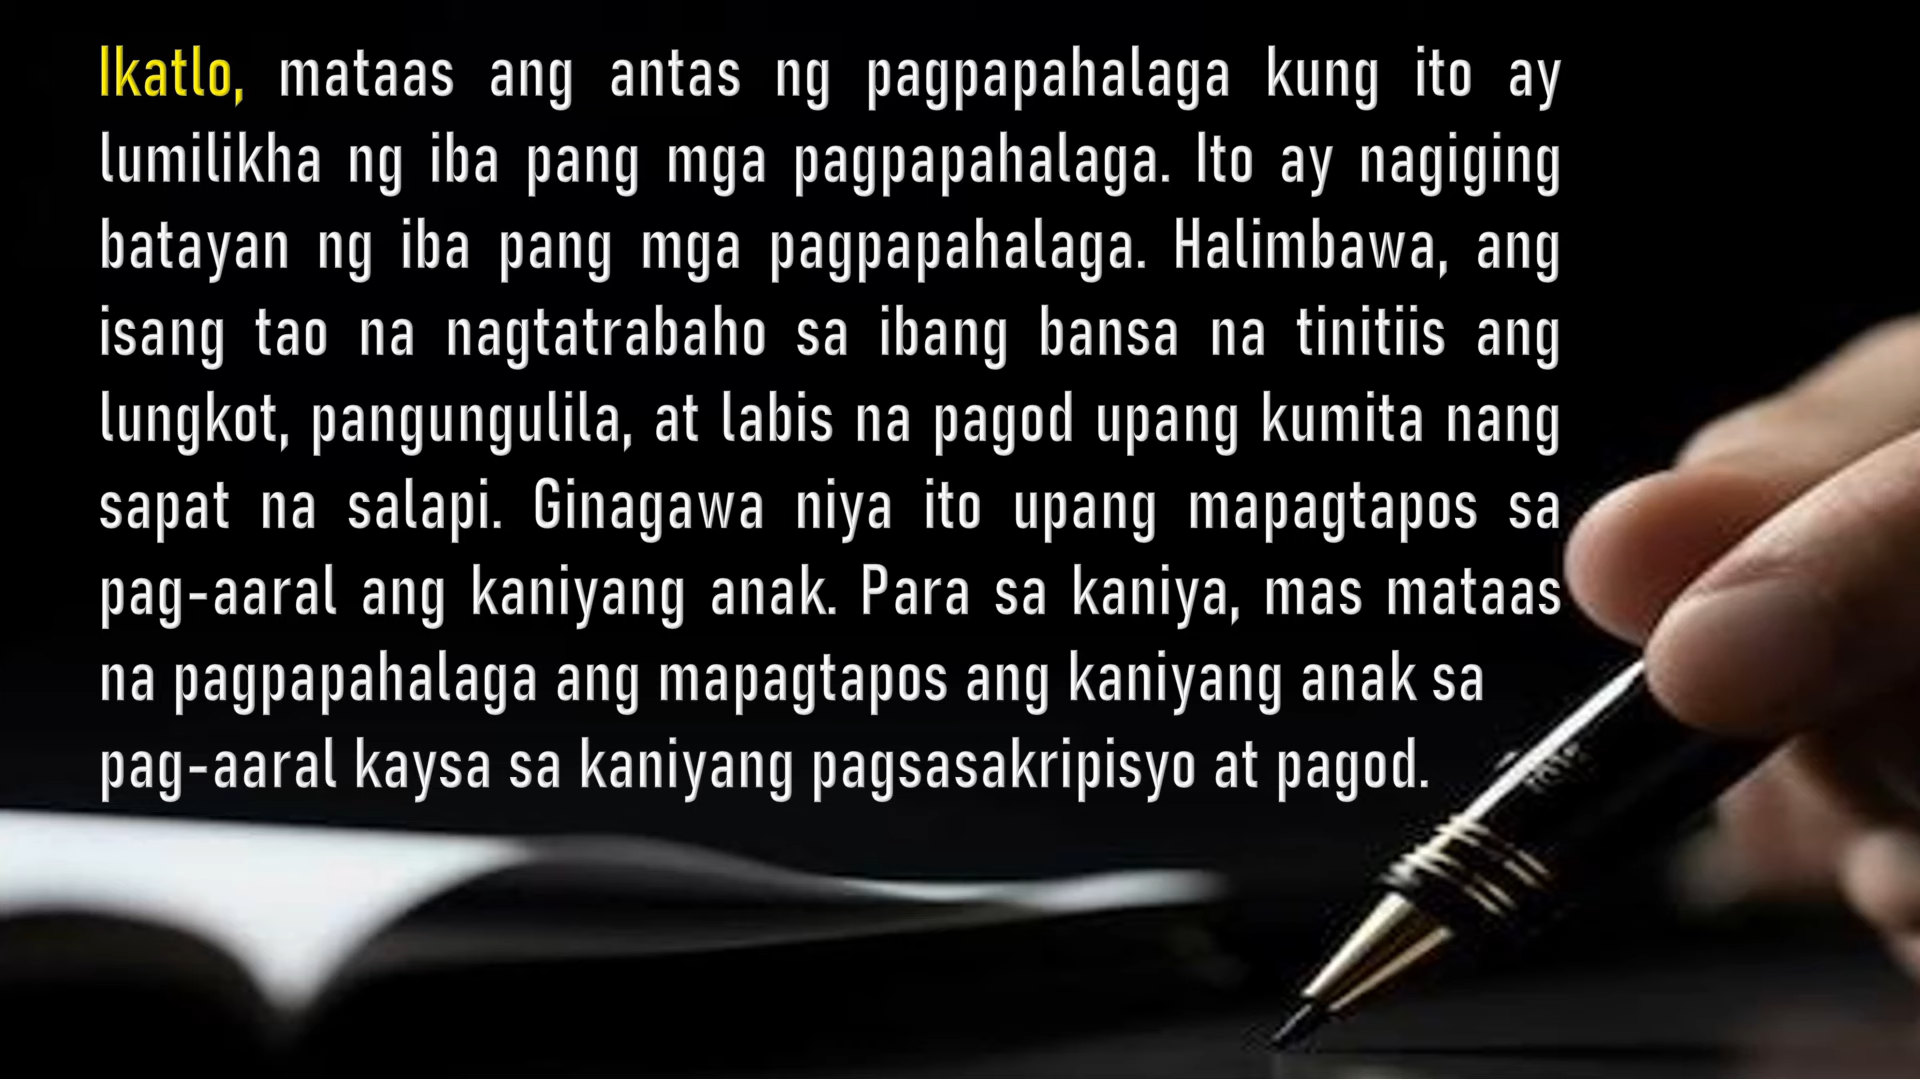 Ikatlo, mataas ang antas ng pagpapahalaga kung ito ay
lumilikha ng iba pang mga pagpapahalaga. Ito ay nagiging
batayan ng iba pang mga pagpapahalaga. Halimbawa, ang
isang tao na nagtatrabaho sa ibang bansa na tinitiis ang
lungkot, pangungulila, at labis na pagod upang kumita nang
sapat na salapi. Ginagawa niya ito upang mapagtapos sa
pag-aaral ang kaniyang anak. Para sa kaniya, mas mataas
na pagpapahalaga ang mapagtapos ang kaniyang anak sa
pag-aaral kaysa sa kaniyang pagsasakripisyo at pagod.